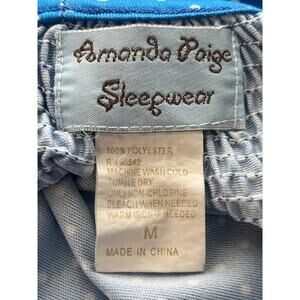 Amanda Paige
Sleepwear
100% POLYESTER
RN 96542
MACHINE WASH COLD
TUMBLE DRY
ONLY NON-CHLORINE
BLEACH WHEN NEEDED
WARM IRON IF NEEDED
M
MADE IN CHINA